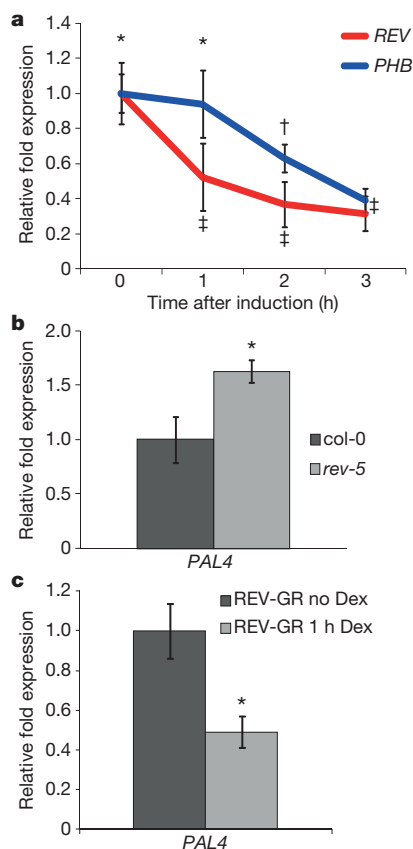 a
Relative fold expression
1.4
1.2
1.0
0.8
0.6
0.4
0.2
0
* *
†
‡ ‡ ‡
REV
PHB
0 1 2 3
Time after induction (h)
b
Relative fold expression
2.0
1.5
1.0
0.5
0
*
col-0
rev-5
PAL4
c
Relative fold expression
1.2
1.0
0.8
0.6
0.4
0.2
0
REV-GR no Dex
REV-GR 1 h Dex
*
PAL4